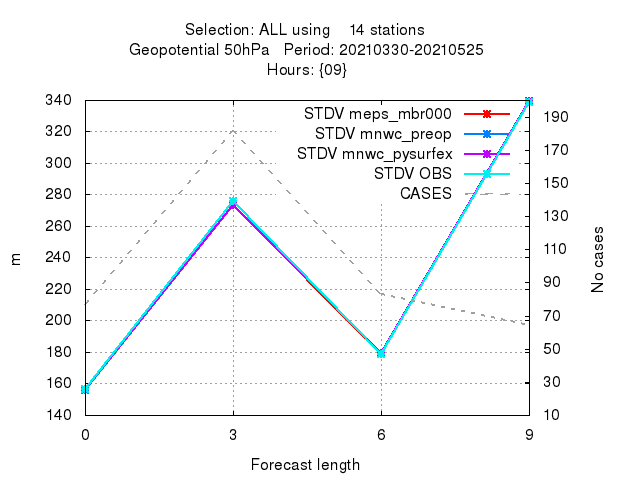 Selection: ALL using    14 stations
Geopotential 50hPa   Period: 20210330-20210525
Hours: {09}
STDV meps_mbr000
STDV mnwc_preop
STDV mnwc_pysurfex
STDV OBS
CASES
340
320
300
280
260
240
220
200
180
160
140
m
190
170
150
130
110
90
70
50
30
10
No cases
0 3 6 9
Forecast length